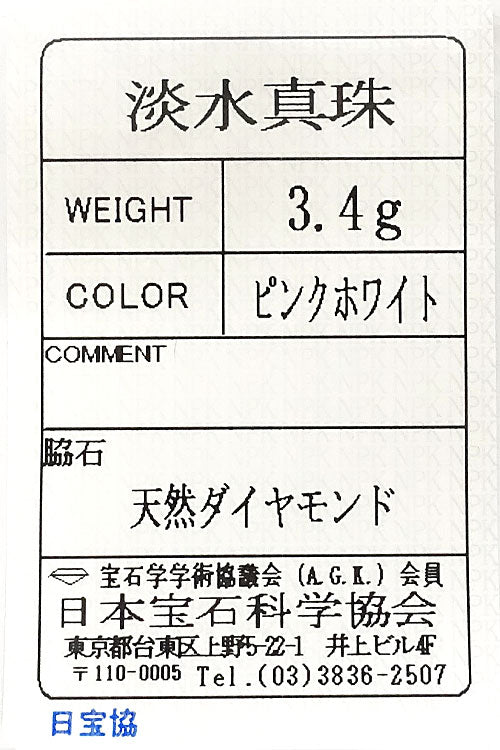 淡水真珠
WEIGHT 3.4g
COLOR ピンクホワイト
COMMENT
脇石
天然ダイヤモンド
宝石学学術協議会 (A.G.K.) 会員
日本宝石科学協会
東京都台東区上野5-22-1 井上ビル4F
〒110-0005 Tel.(03)3836-2507
日宝協